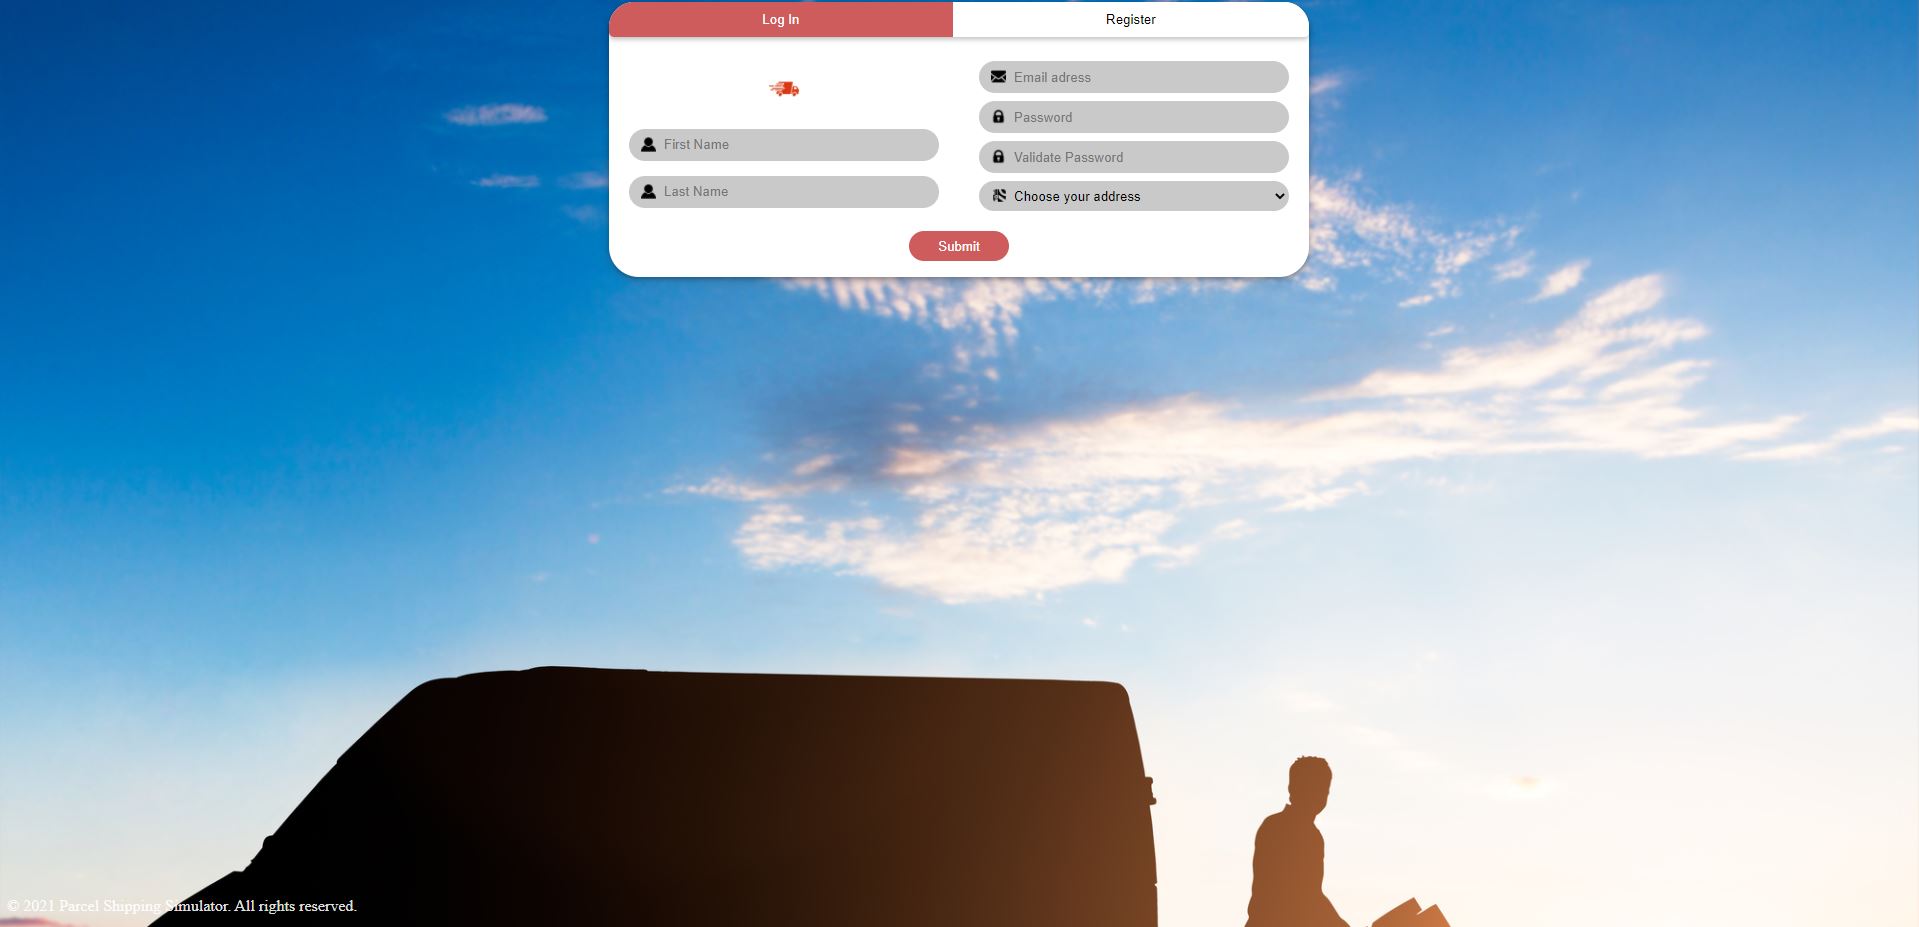 Log In
Register
First Name
Last Name
Email adress
Password
Validate Password
Choose your address
Submit
© 2021 Parcel Shipping Simulator. All rights reserved.